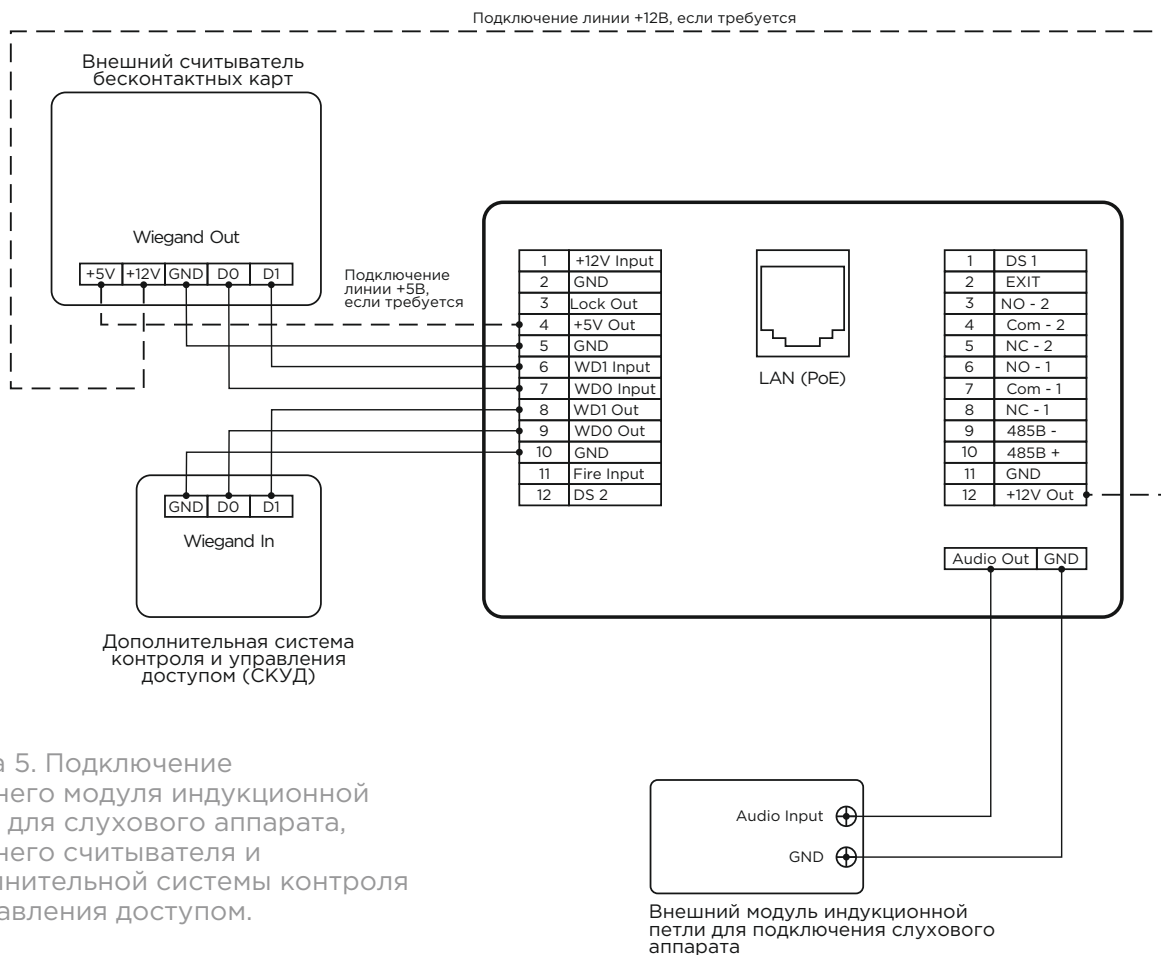 Подключение линии +12В, если требуется
Внешний считыватель
бесконтактных карт
Wiegand Out
+5V +12V GND D0 D1
Подключение
линии +5В,
если требуется
1 +12V Input
2 GND
3 Lock Out
4 +5V Out
5 GND
6 WD1 Input
7 WD0 Input
8 WD1 Out
9 WD0 Out
10 GND
11 Fire Input
12 DS 2
LAN (PoE)
1 DS 1
2 EXIT
3 NO - 2
4 Com - 2
5 NC - 2
6 NO - 1
7 Com - 1
8 NC - 1
9 485B -
10 485B +
11 GND
12 +12V Out
Audio Out GND
GND D0 D1
Wiegand In
Дополнительная система
контроля и управления
доступом (СКУД)
а 5. Подключение
него модуля индукционной
для слухового аппарата,
него считывателя и
лнительной системы контроля
авления доступом.
Audio Input
GND
Внешний модуль индукционной
петли для подключения слухового
аппарата